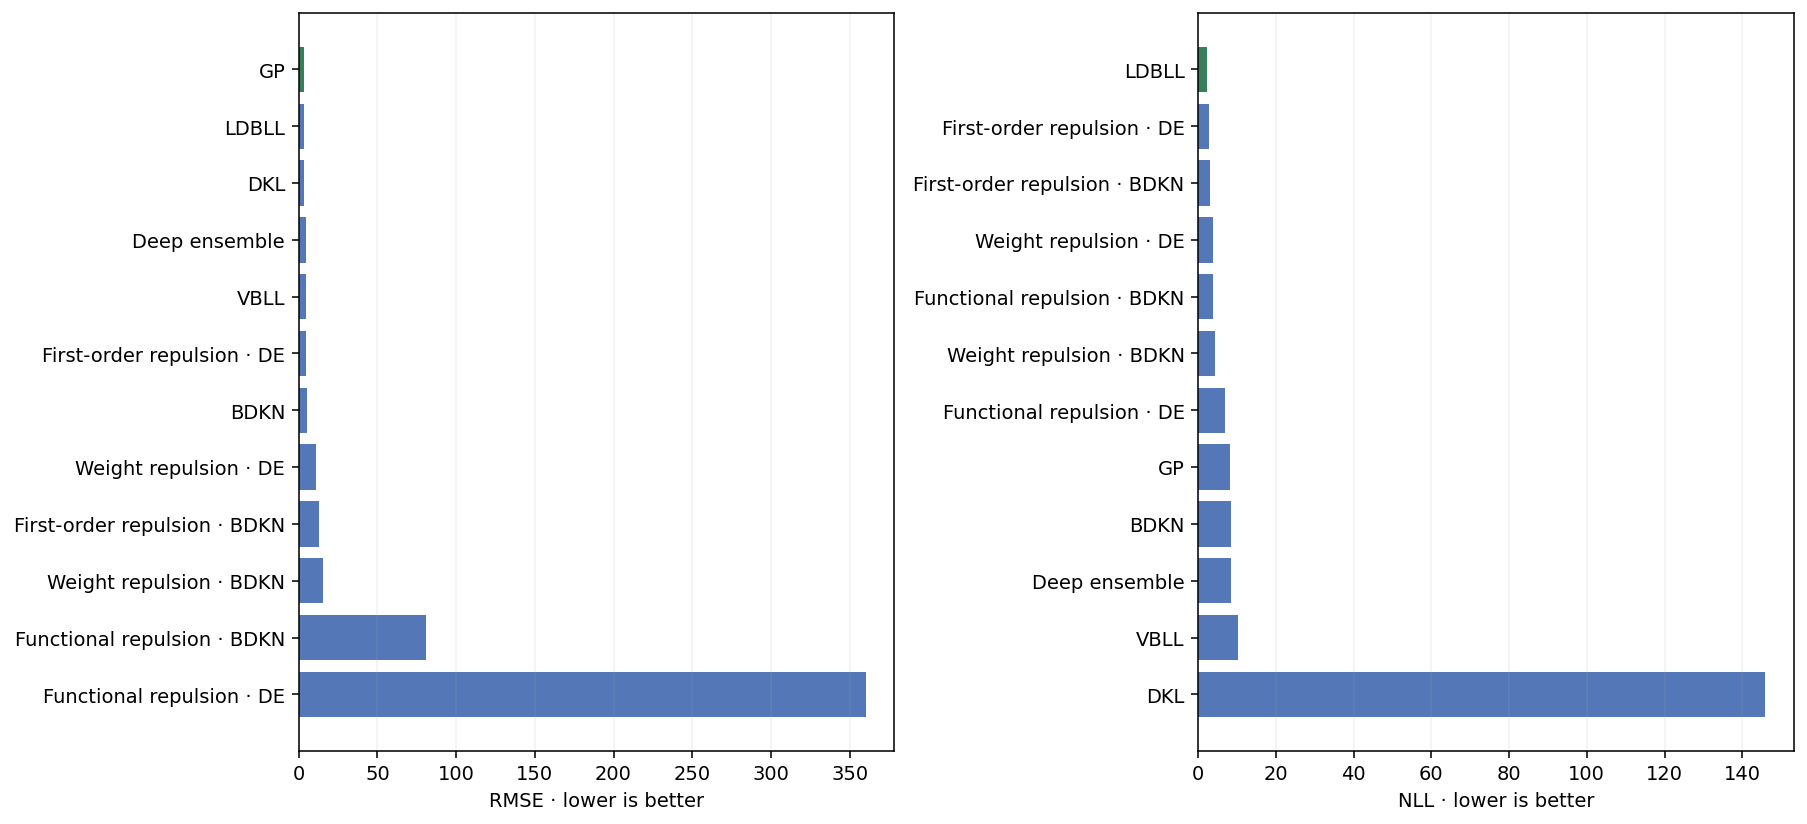 GP
LDBLL
DKL
Deep ensemble
VBLL
First-order repulsion · DE
BDKN
Weight repulsion · DE
First-order repulsion · BDKN
Weight repulsion · BDKN
Functional repulsion · BDKN
Functional repulsion · DE
0 50 100 150 200 250 300 350
RMSE · lower is better
LDBLL
First-order repulsion · DE
First-order repulsion · BDKN
Weight repulsion · DE
Functional repulsion · BDKN
Weight repulsion · BDKN
Functional repulsion · DE
GP
BDKN
Deep ensemble
VBLL
DKL
0 20 40 60 80 100 120 140
NLL · lower is better